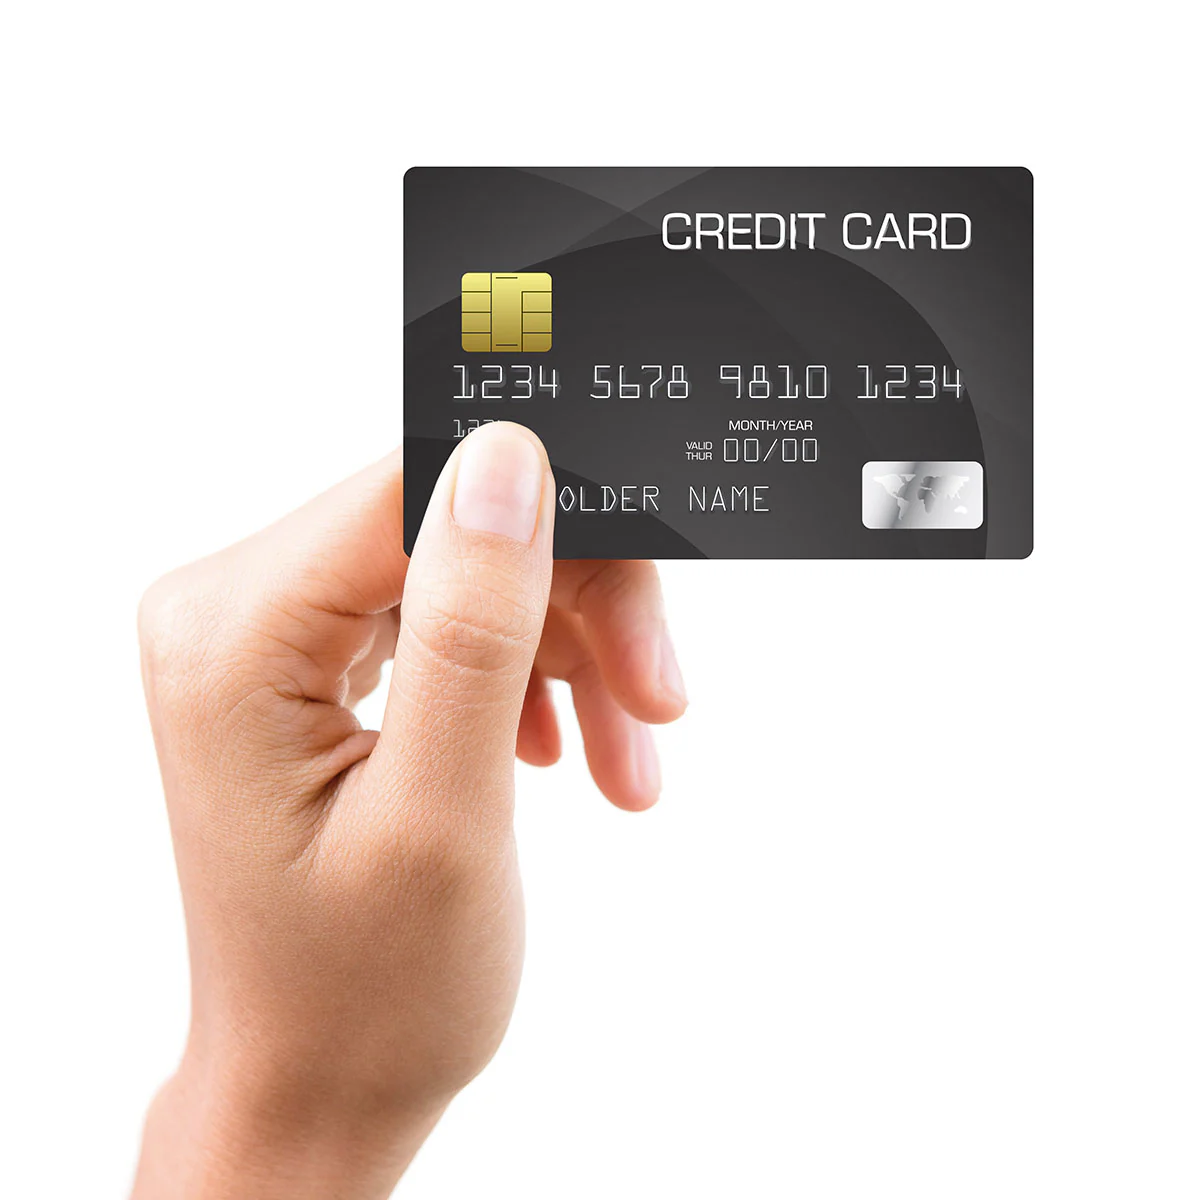 CREDIT CARD
1234 5678 9810 1234
MONTH/YEAR
VALID
THUR
00/00
OLDER NAME